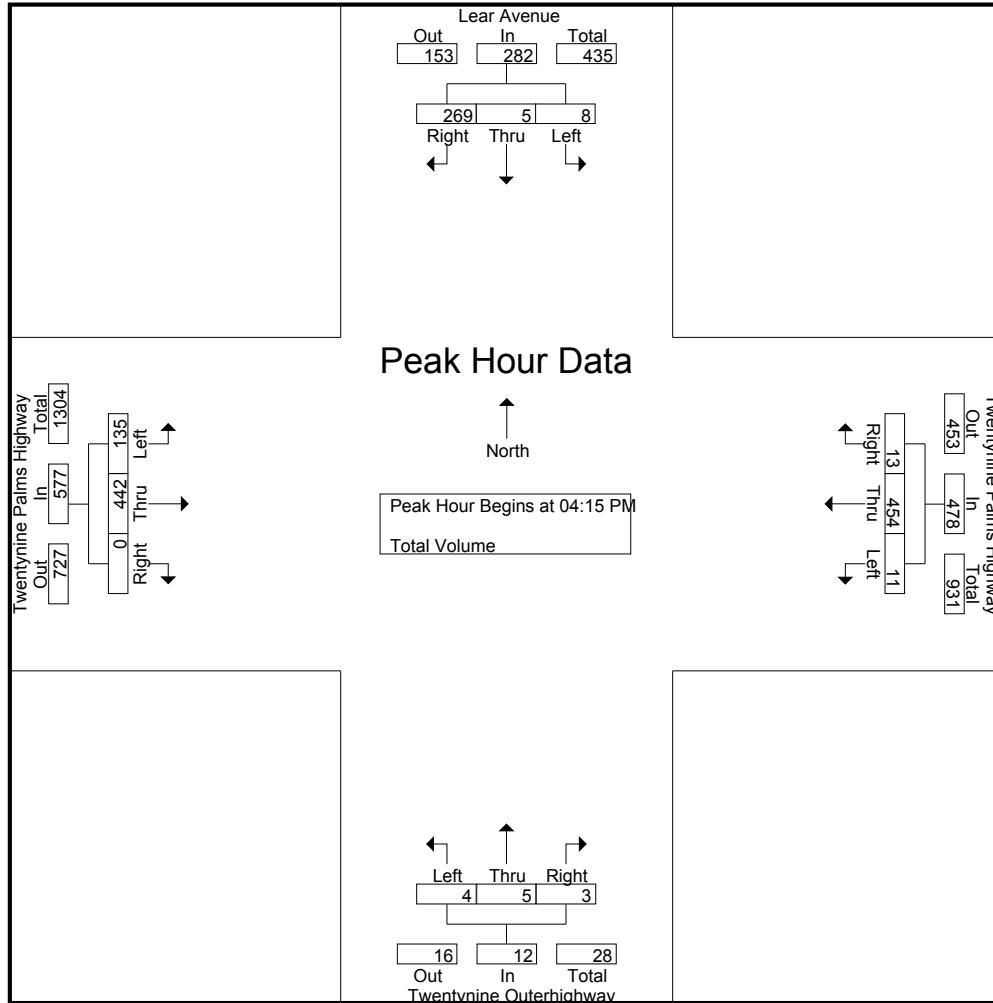 Lear Avenue
Out In Total
153 282 435
269 5 8
Right Thru Left
Peak Hour Data
North
Peak Hour Begins at 04:15 PM
Total Volume
Twentynine Palms Highway
Total In Out
1304 577 727
135 442 0
Left Thru Right
Twentynine Palms Highway
Out In Total
453 478 931
13 454 11
Right Thru Left
Left Thru Right
4 5 3
16 12 28
Out In Total
Twentynine Outerhighway